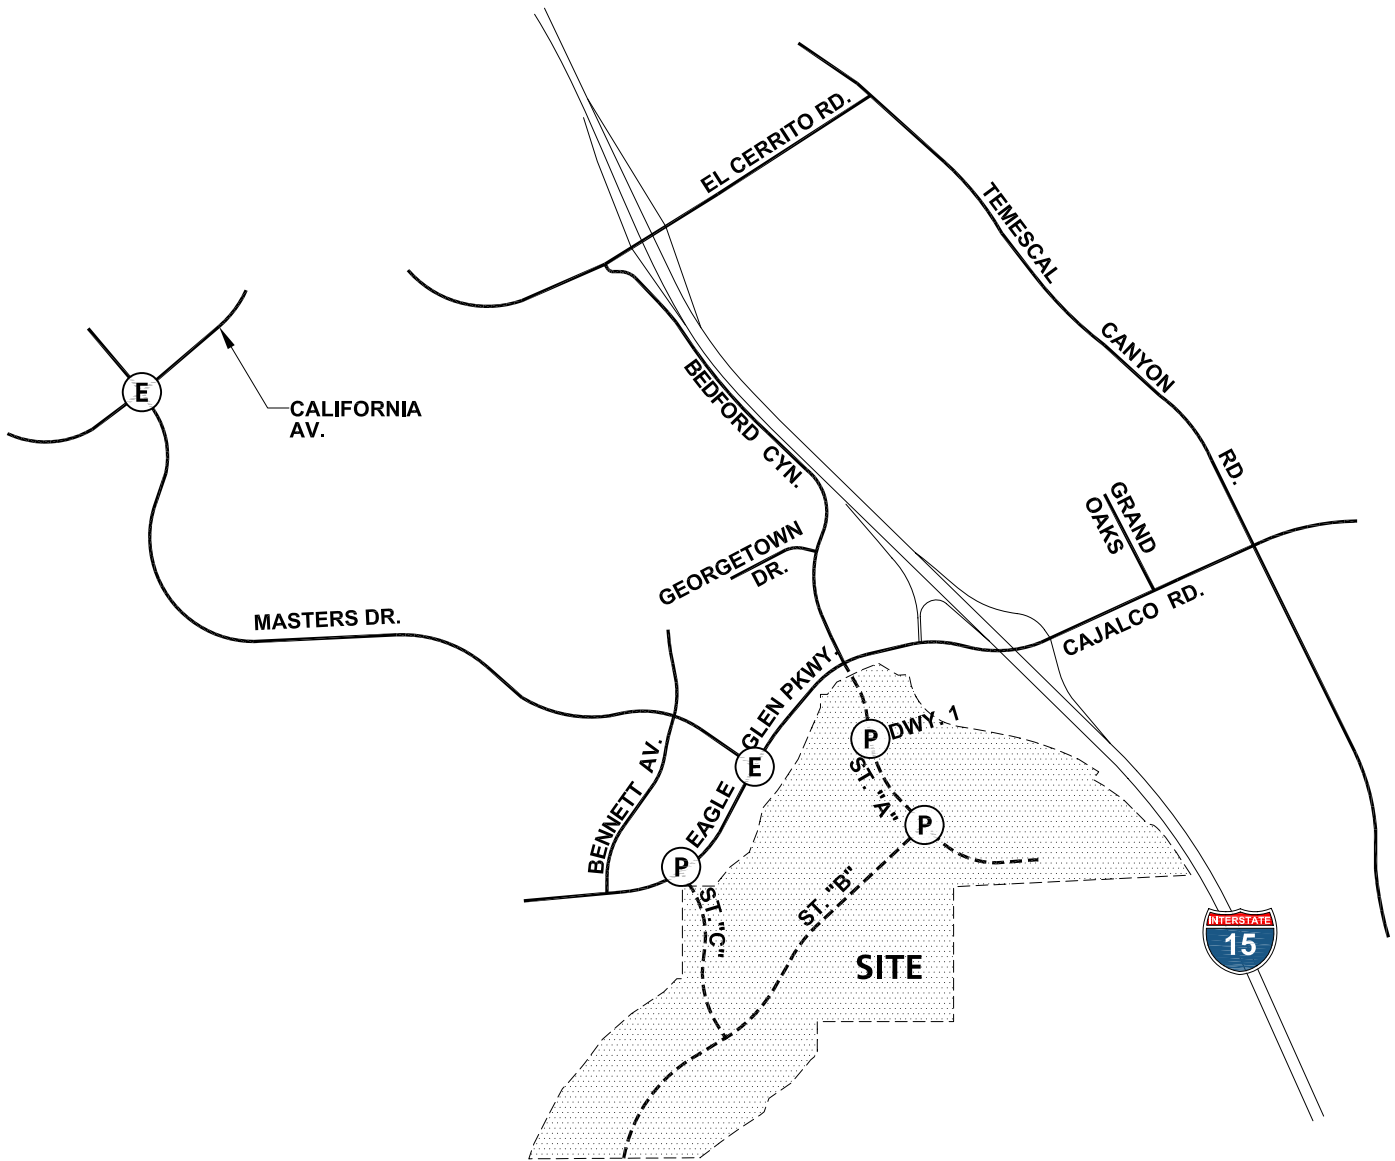 EL CERRITO RD.
TEMESCAL
CANYON
RD.
CALIFORNIA
AV.
E
BEDFORD CYN.
GRAND
OAKS
GEORGETOWN
DR.
MASTERS DR.
CAJALCO RD.
GLEN PKWY.
EAGLE
E
P
DWY. 1
ST. "A"
BENNETT AV.
P
P
ST. "B"
ST. "C"
SITE
INTERSTATE
15